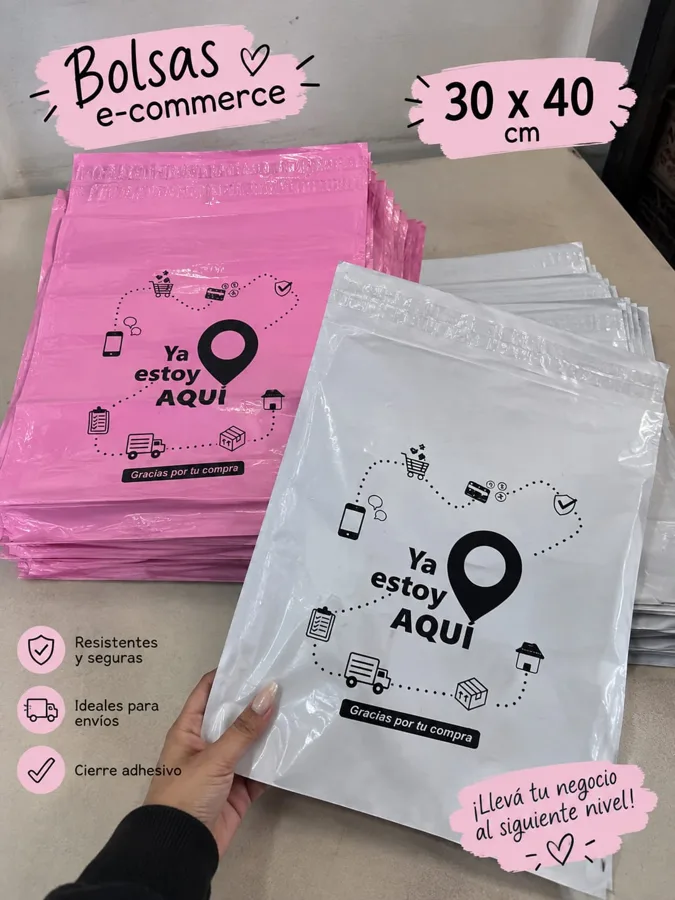 Bolsas
e-commerce
30 x 40
cm
Ya
estoy
AQUÍ
Gracias por tu compra
Ya
estoy
AQUÍ
Gracias por tu compra
Resistentes
y seguras
Ideales para
envíos
Cierre adhesivo
¡Llevá tu negocio
al siguiente nivel!